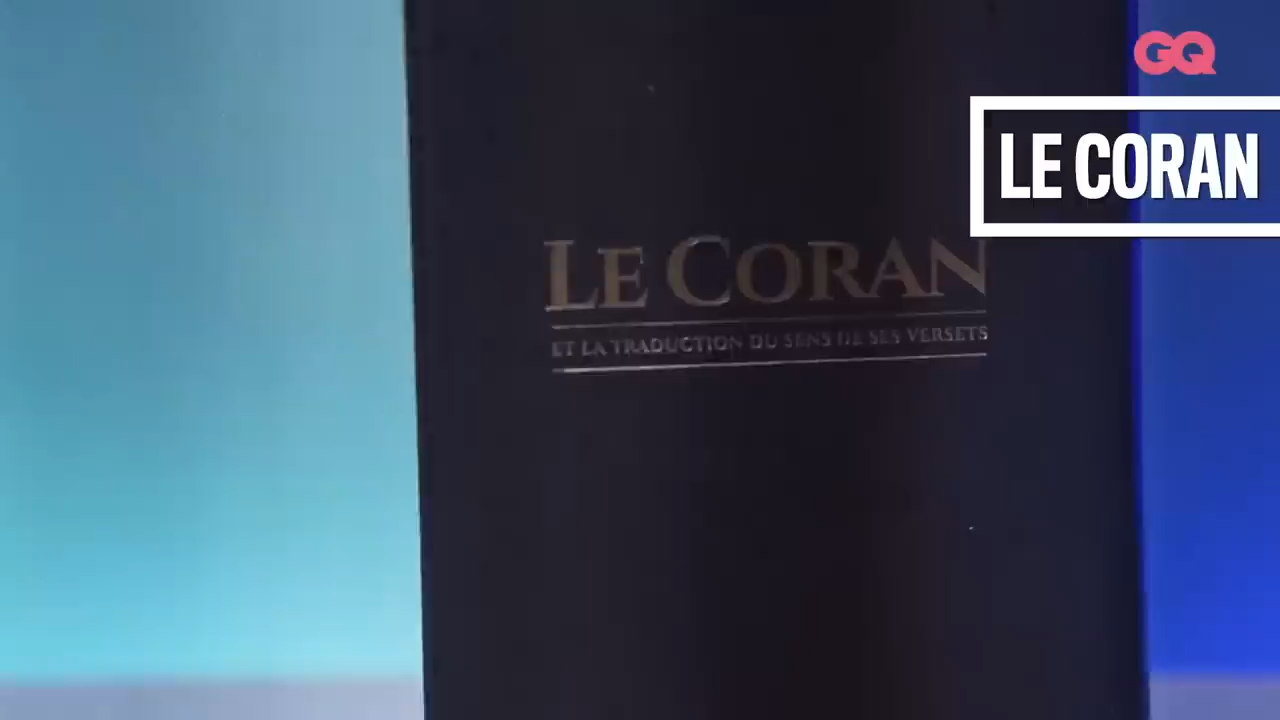 GQ
LE CORAN
LE CORAN
ET LA TRADUCTION DU SENS DE SES VERSETS